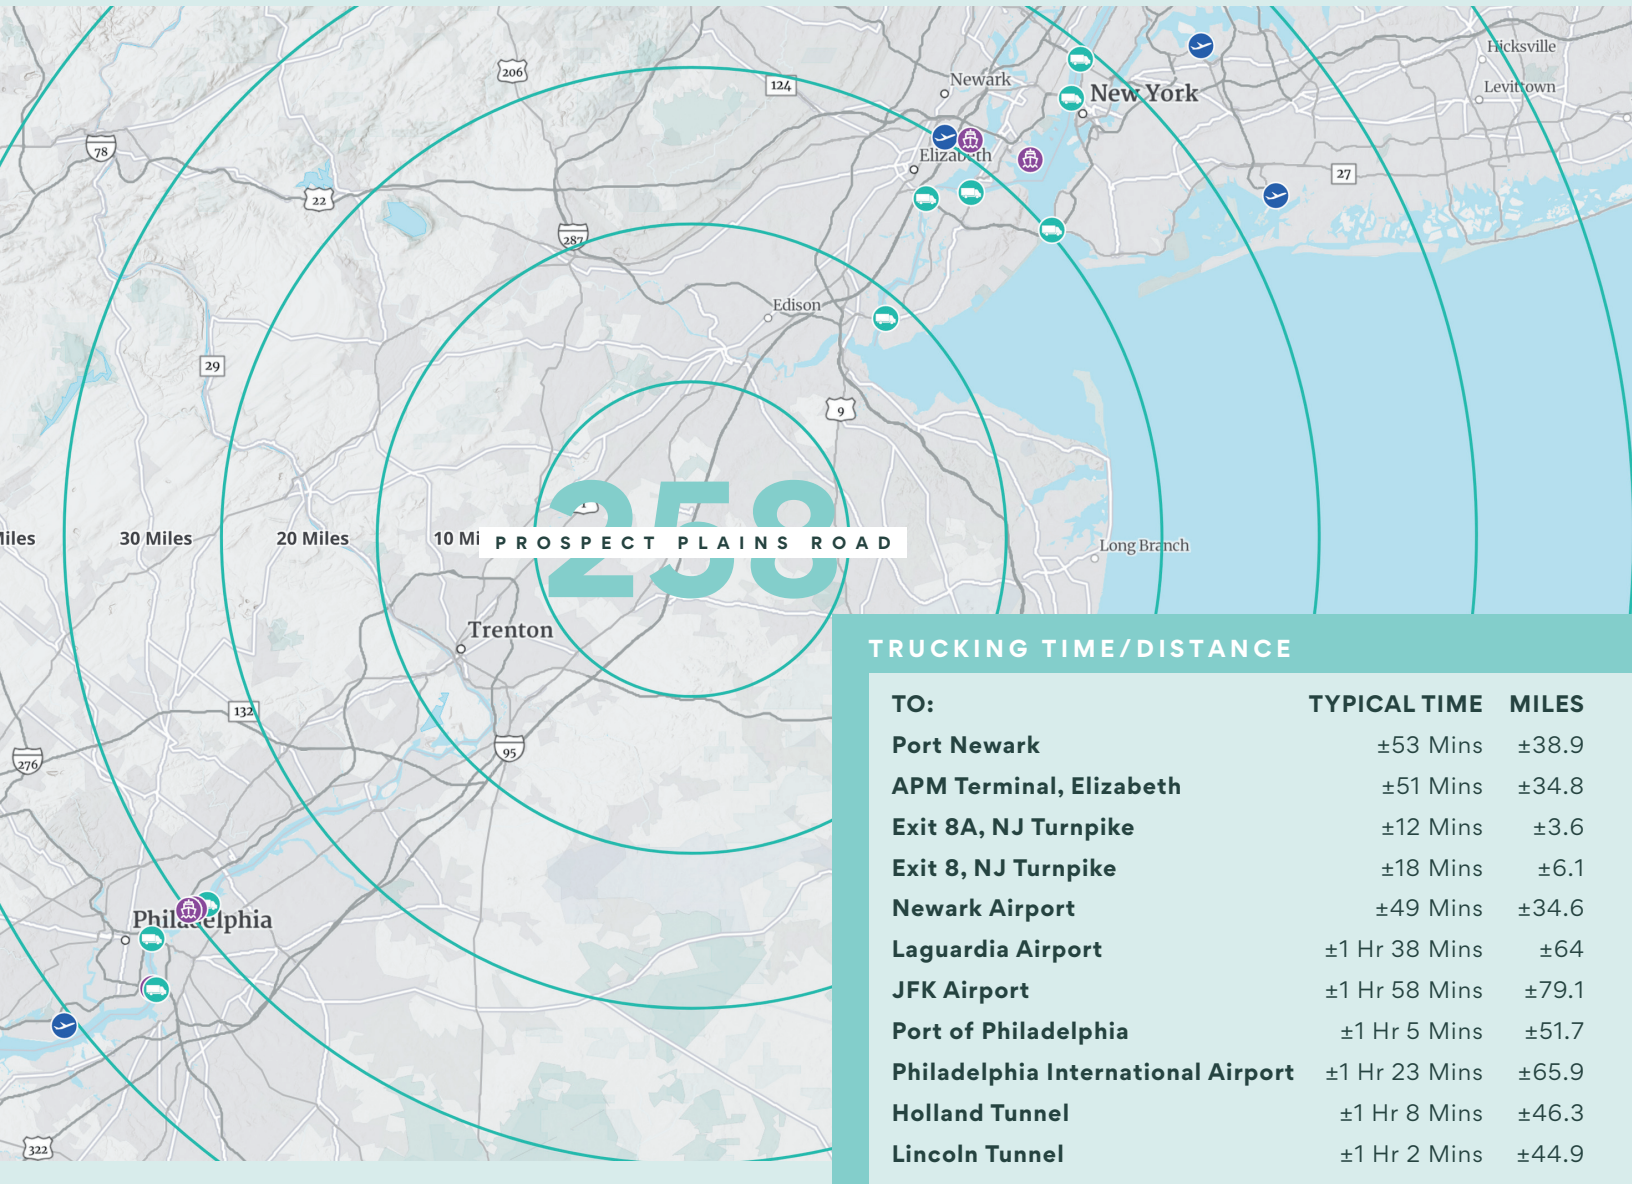 206
124
Newark
New York
Hicksville
Levittown
78
Elizabeth
27
22
287
Edison
29
9
258
1
30 Miles
20 Miles
10 Mi
PROSPECT PLAINS ROAD
Long Branch
Trenton
132
95
276
Philadelphia
322
TRUCKING TIME/DISTANCE
TO: TYPICAL TIME MILES
Port Newark ±53 Mins ±38.9
APM Terminal, Elizabeth ±51 Mins ±34.8
Exit 8A, NJ Turnpike ±12 Mins ±3.6
Exit 8, NJ Turnpike ±18 Mins ±6.1
Newark Airport ±49 Mins ±34.6
Laguardia Airport ±1 Hr 38 Mins ±64
JFK Airport ±1 Hr 58 Mins ±79.1
Port of Philadelphia ±1 Hr 5 Mins ±51.7
Philadelphia International Airport ±1 Hr 23 Mins ±65.9
Holland Tunnel ±1 Hr 8 Mins ±46.3
Lincoln Tunnel ±1 Hr 2 Mins ±44.9